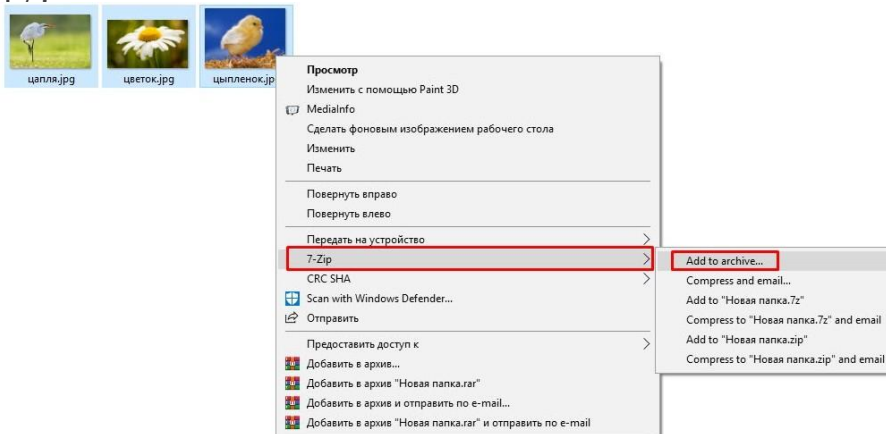 цапля.jpg
цветок.jpg
цыпленок.jp
Просмотр
Изменить с помощью Paint 3D
MediaInfo
Сделать фоновым изображением рабочего стола
Изменить
Печать
Повернуть вправо
Повернуть влево
Передать на устройство
7-Zip
CRC SHA
Scan with Windows Defender...
Отправить
Предоставить доступ к
Добавить в архив...
Добавить в архив "Новая папка.rar"
Добавить в архив и отправить по e-mail...
Добавить в архив "Новая папка.rar" и отправить по e-mail
Add to archive...
Compress and email...
Add to "Новая папка.7z"
Compress to "Новая папка.7z" and email
Add to "Новая папка.zip"
Compress to "Новая папка.zip" and email